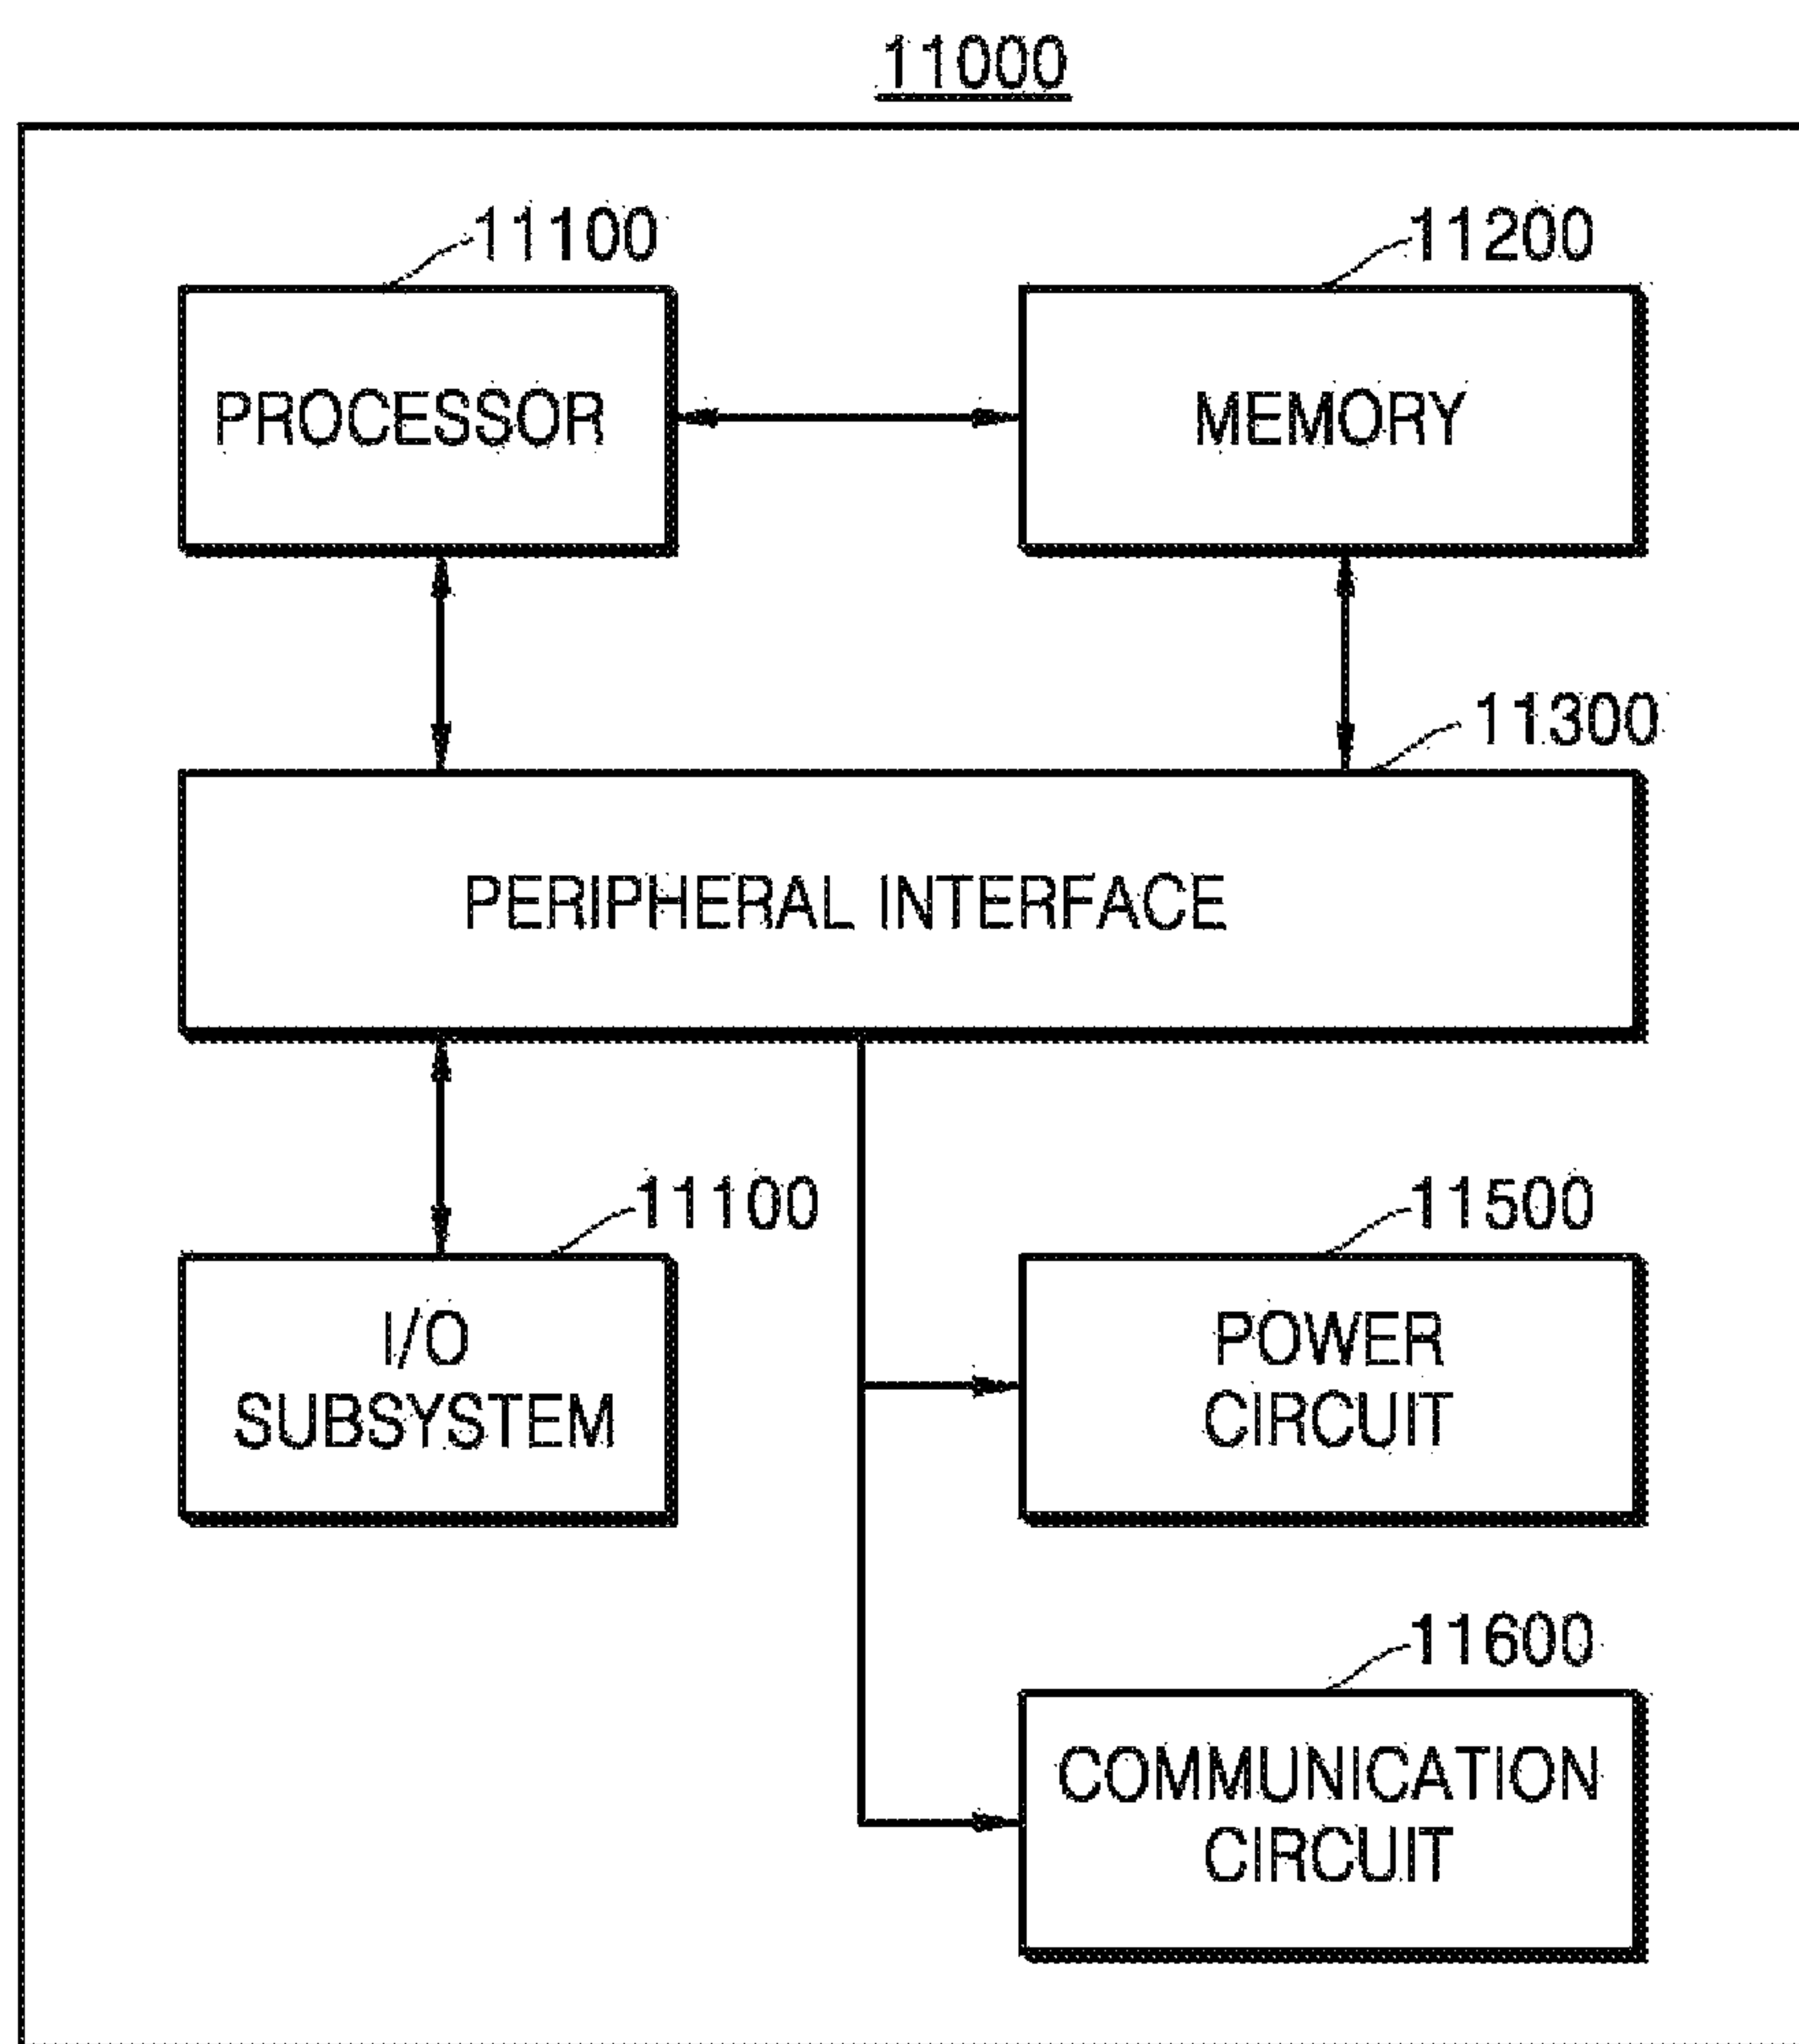 11000
11100
11200
PROCESSOR
MEMORY
11300
PERIPHERAL INTERFACE
11100
11500
I/O
SUBSYSTEM
POWER
CIRCUIT
11600
COMMUNICATION
CIRCUIT